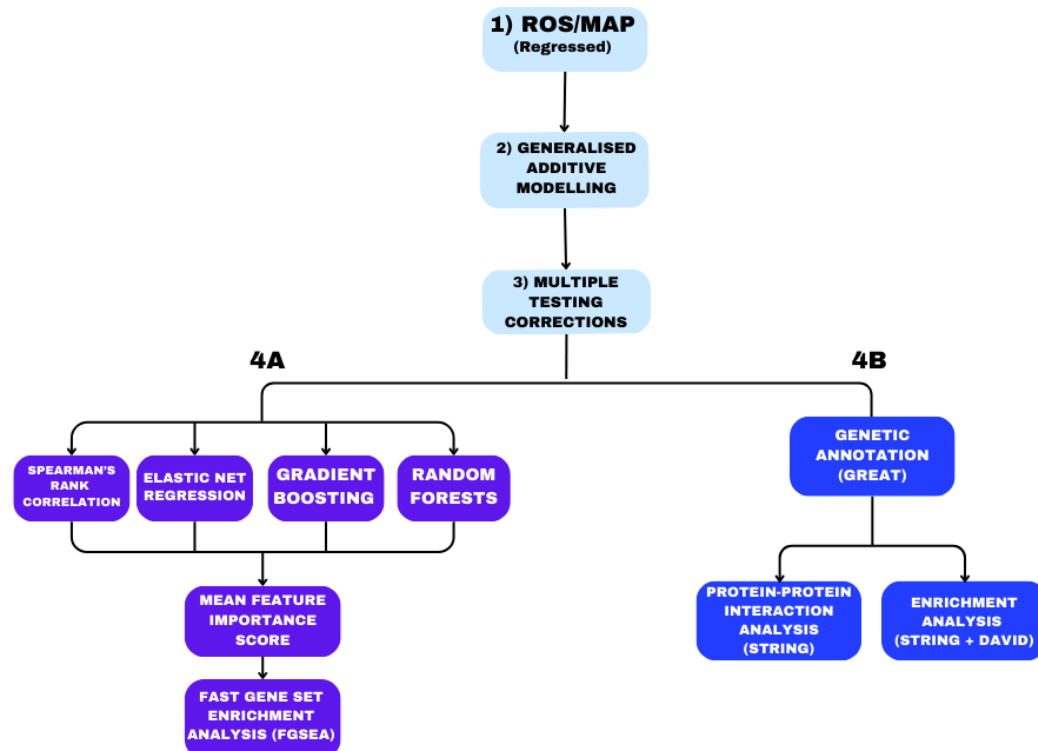 1) ROS/MAP
(Regressed)
2) GENERALISED
ADDITIVE
MODELLING
3) MULTIPLE
TESTING
CORRECTIONS
4A
4B
SPEARMAN'S
RANK
CORRELATION
ELASTIC NET
REGRESSION
GRADIENT
BOOSTING
RANDOM
FORESTS
MEAN FEATURE
IMPORTANCE
SCORE
FAST GENE SET
ENRICHMENT
ANALYSIS (FGSEA)
GENETIC
ANNOTATION
(GREAT)
PROTEIN-PROTEIN
INTERACTION
ANALYSIS
(STRING)
ENRICHMENT
ANALYSIS
(STRING + DAVID)